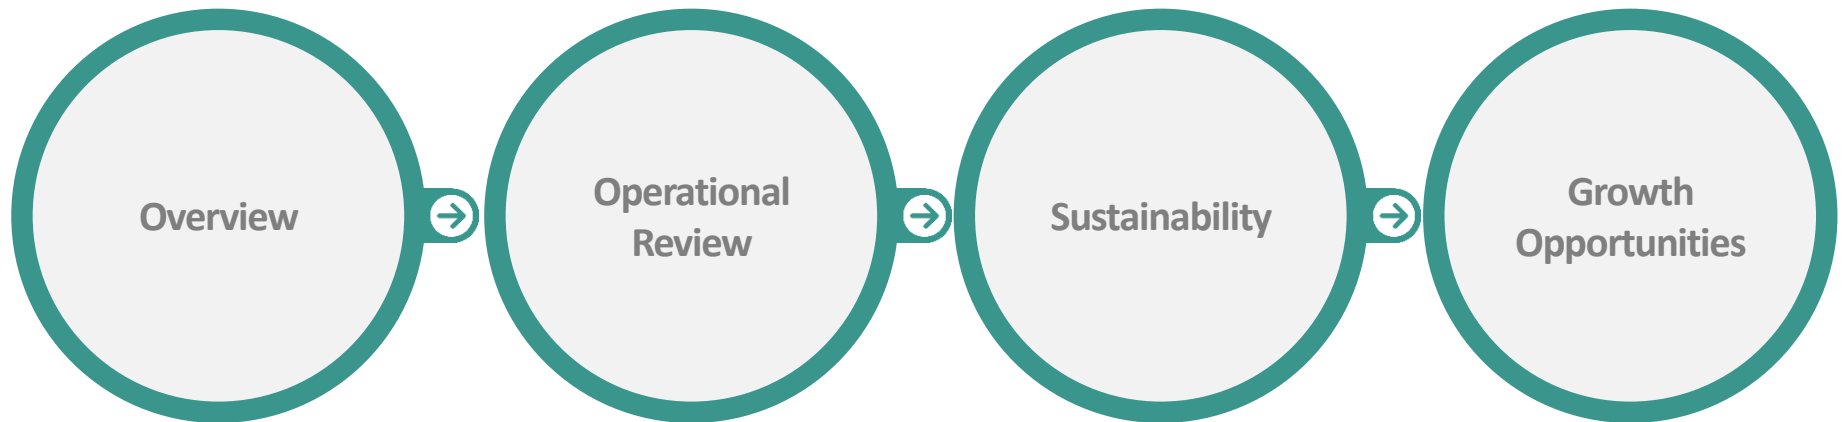 Overview
Operational
Review
Sustainability
Growth
Opportunities